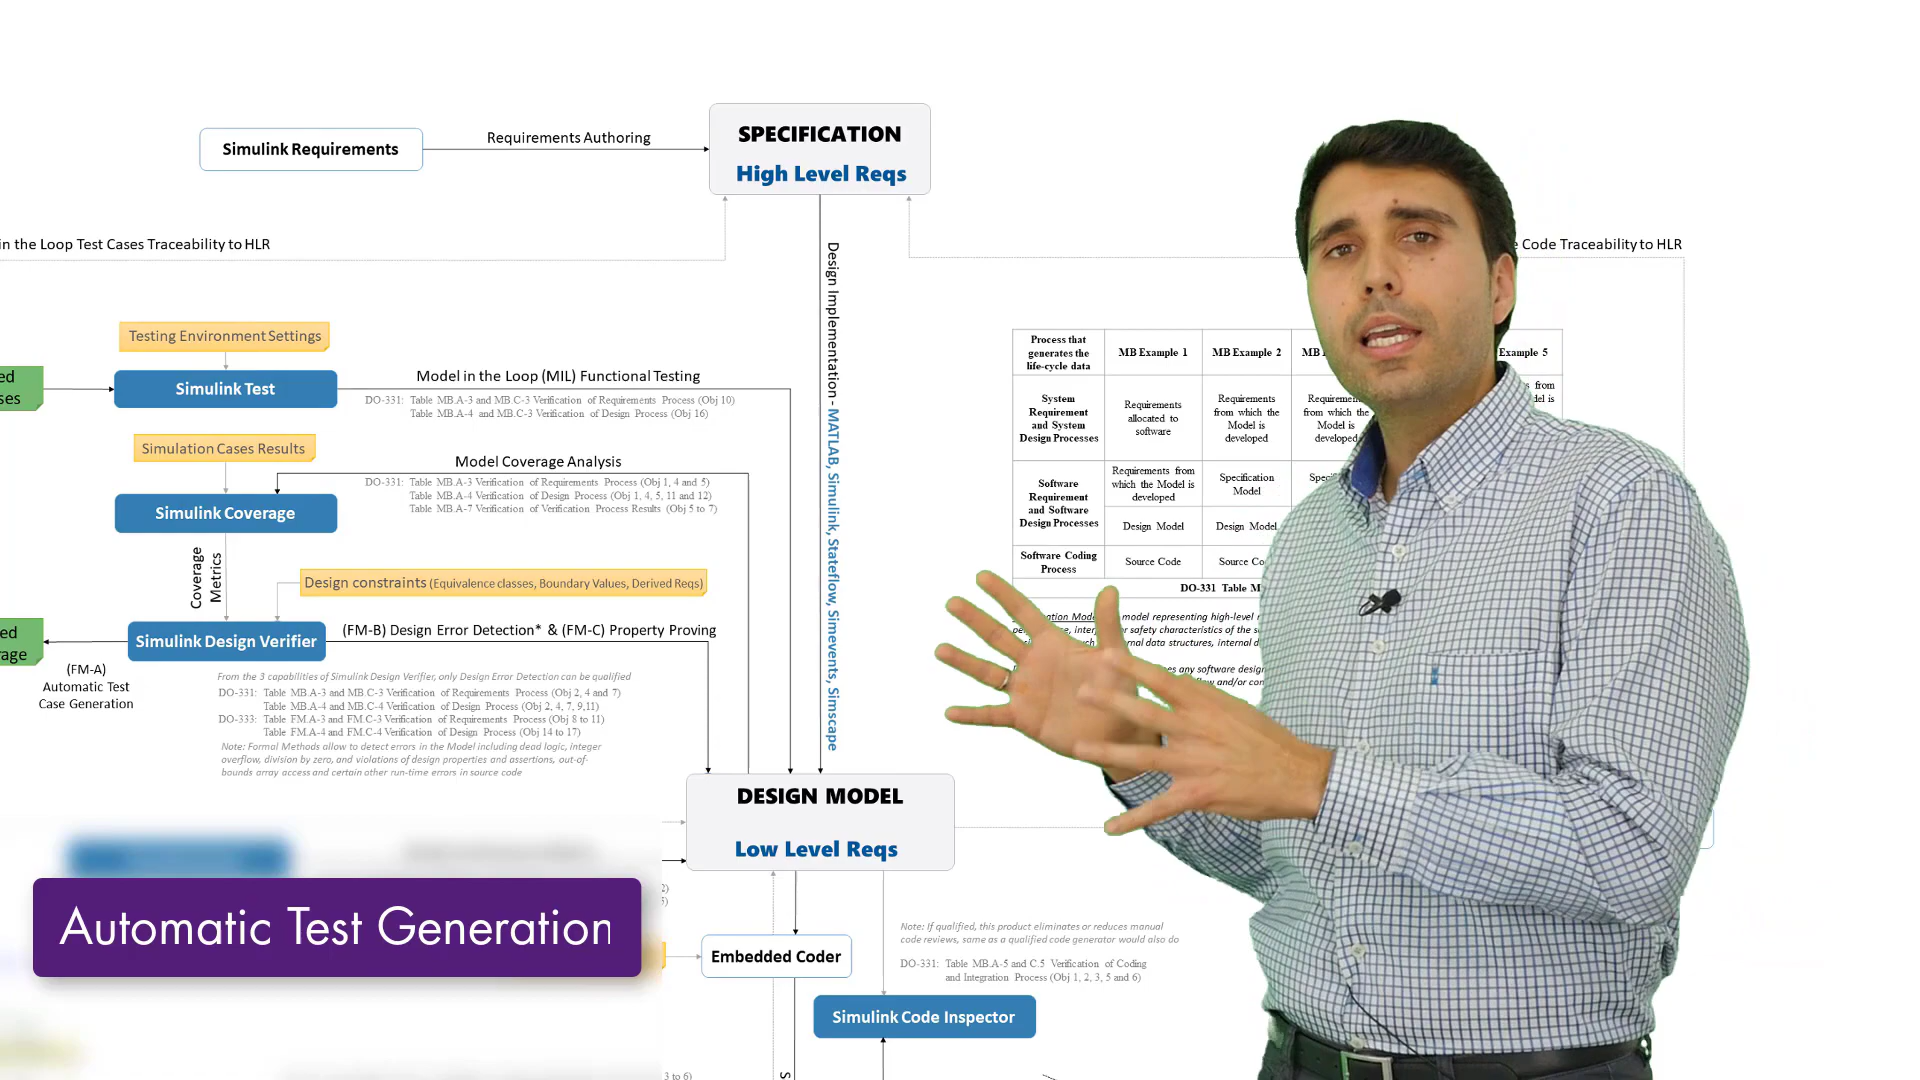 SPECIFICATION
High Level Reqs
Simulink Requirements
Requirements Authoring
in the Loop Test Cases Traceability to HLR
Code Traceability to HLR
Design Implementation - MATLAB, Simulink, Stateflow, Simevents, Simscape
Testing Environment Settings
Simulink Test
Model in the Loop (MIL) Functional Testing
DO-331: Table MB.A-3 and MB.C-3 Verification of Requirements Process (Obj 10)
Table MB.A-4 and MB.C-3 Verification of Design Process (Obj 16)
Simulation Cases Results
Model Coverage Analysis
DO-331: Table MB.A-3 Verification of Requirements Process (Obj 1, 4 and 5)
Table MB.A-4 Verification of Design Process (Obj 1, 4, 5, 11 and 12)
Table MB.A-7 Verification of Verification Process Results (Obj 5 to 7)
Simulink Coverage
Coverage
Metrics
Design constraints (Equivalence classes, Boundary Values, Derived Reqs)
Simulink Design Verifier
(FM-B) Design Error Detection* & (FM-C) Property Proving
(FM-A)
Automatic Test
Case Generation
From the 3 capabilities of Simulink Design Verifier, only Design Error Detection can be qualified
DO-331: Table MB.A-3 and MB.C-3 Verification of Requirements Process (Obj 2, 4 and 7)
Table MB.A-4 and MB.C-4 Verification of Design Process (Obj 2, 4, 7, 9,11)
DO-333: Table FM.A-3 and FM.C-3 Verification of Requirements Process (Obj 8 to 11)
Table FM.A-4 and FM.C-4 Verification of Design Process (Obj 14 to 17)
Note: Formal Methods allow to detect errors in the Model including dead logic, integer
overflow, division by zero, and violations of design properties and assertions, out-of-
bounds array access and certain other run-time errors in source code
Process that
generates the
life-cycle data
MB Example 1
MB Example 2
Example 5
System
Requirement
and System
Design Processes
Requirements
allocated to
software
Requirements
from which the
Model is
developed
from which the
Model is
developed
Software
Requirement
and Software
Design Processes
Requirements from
which the Model is
developed
Specification
Model
Design Model
Design Model
Software Coding
Process
Source Code
DO-331 Table
DESIGN MODEL
Low Level Reqs
Automatic Test Generation
Embedded Coder
Note: If qualified, this product eliminates or reduces manual
code reviews, same as a qualified code generator would also do
DO-331: Table MB.A-5 and C.5 Verification of Coding
and Integration Process (Obj 1, 2, 3, 5 and 6)
Simulink Code Inspector
3 to 6)